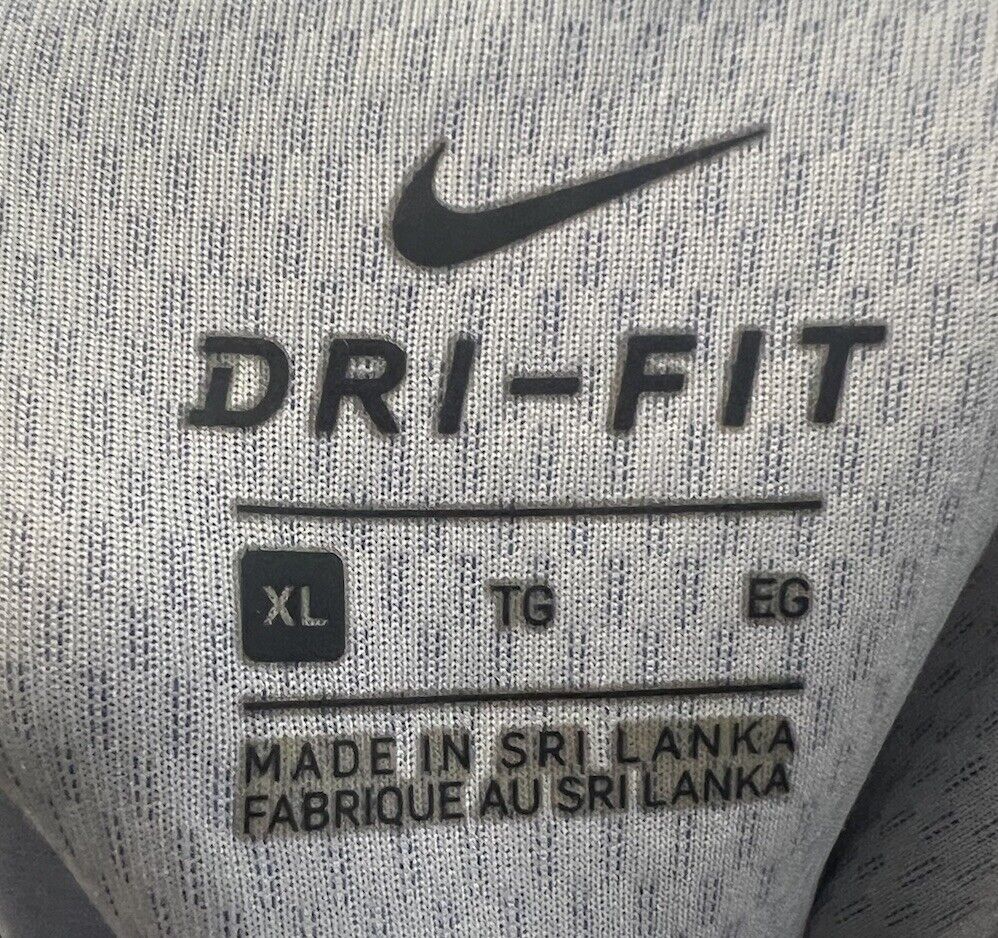 DRI-FIT
XL TG EG
MADE IN SRI LANKA
FABRIQUE AU SRI LANKA